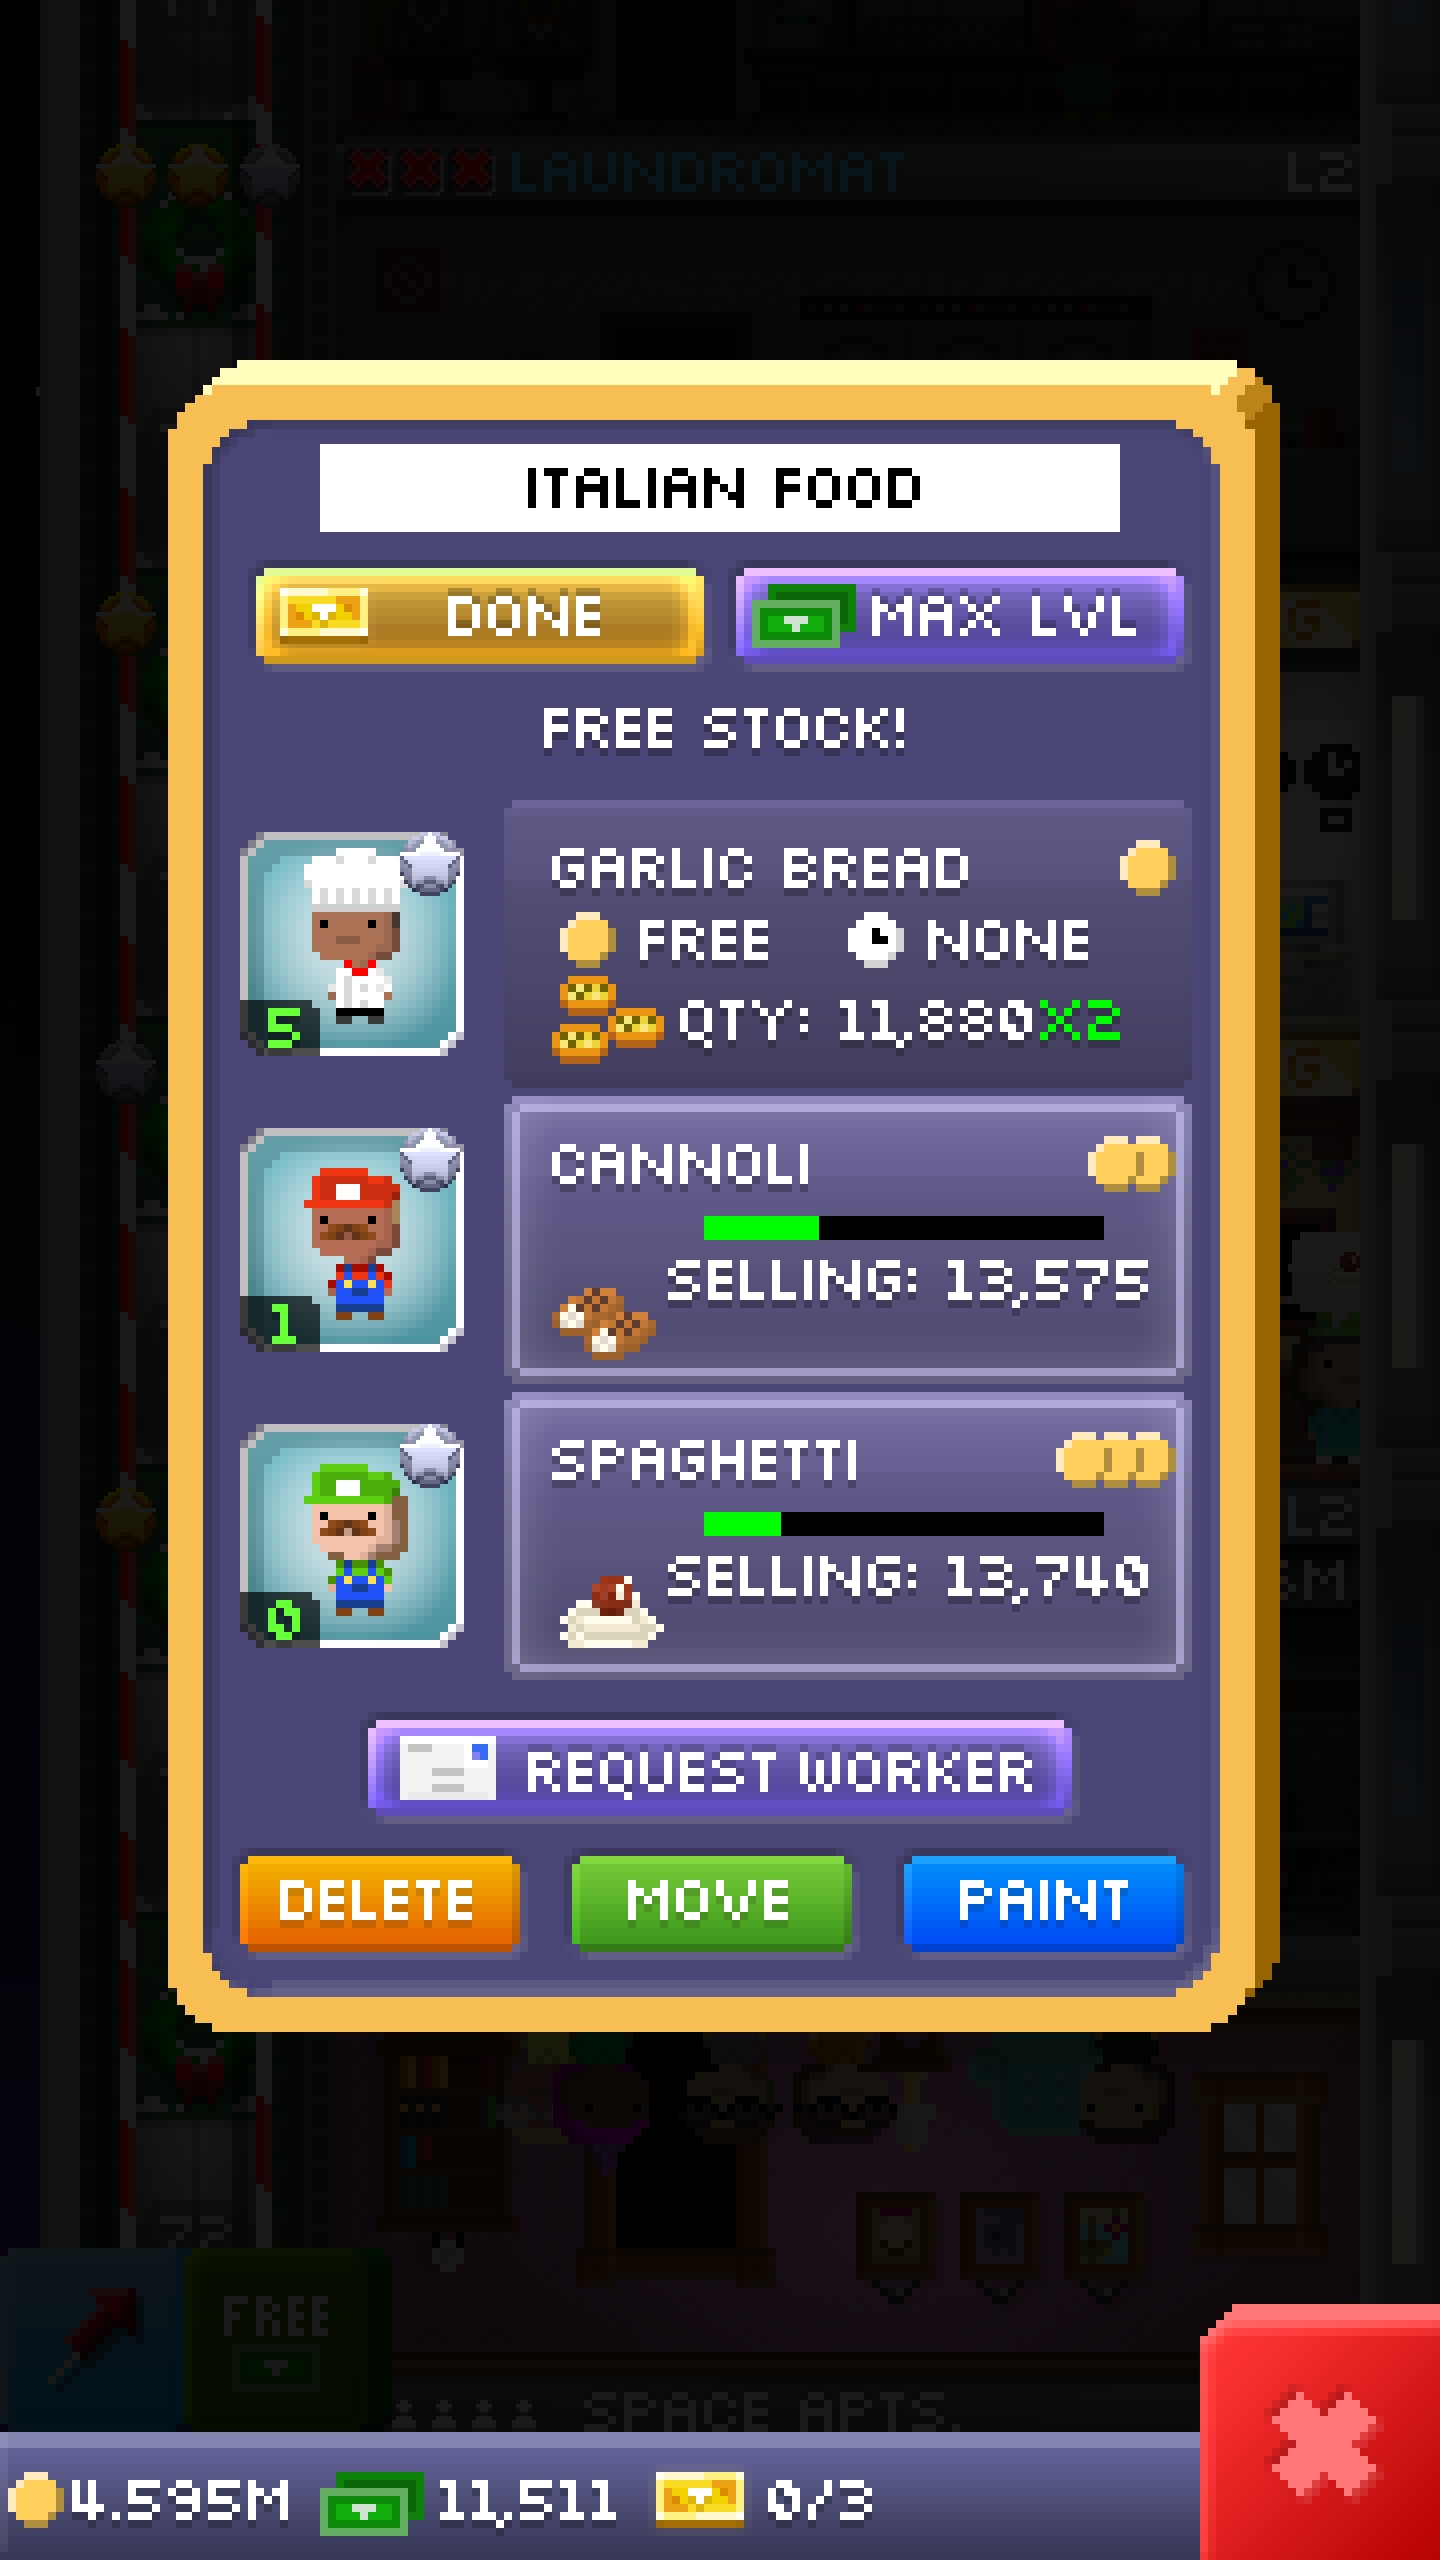 LAUNDROMAT L2
ITALIAN FOOD
DONE MAX LVL
FREE STOCK!
GARLIC BREAD
FREE NONE
QTY: 11,880X2
5
CANNOLI
SELLING: 13,575
1
SPAGHETTI
SELLING: 13,740
0
L2
REQUEST WORKER
DELETE MOVE PAINT
FREE
SPACE APTS.
4.595M 11,511 0/3